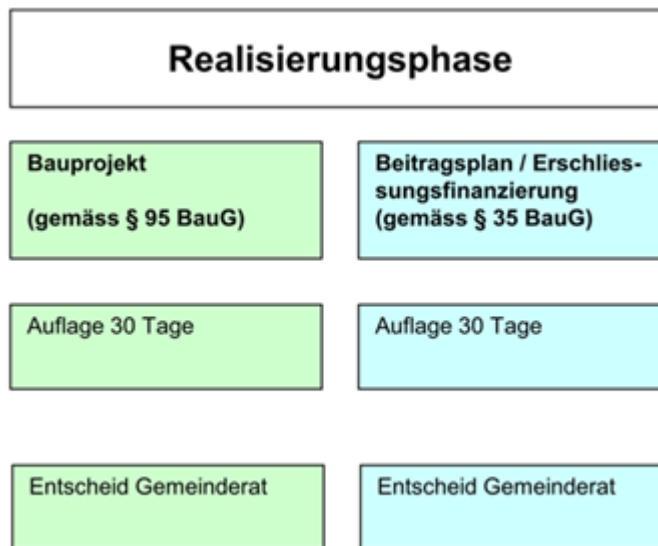 Realisierungsphase
Bauprojekt
(gemäss § 95 BauG)
Beitragsplan / Erschlies-
sungsfinanzierung
(gemäss § 35 BauG)
Auflage 30 Tage
Auflage 30 Tage
Entscheid Gemeinderat
Entscheid Gemeinderat